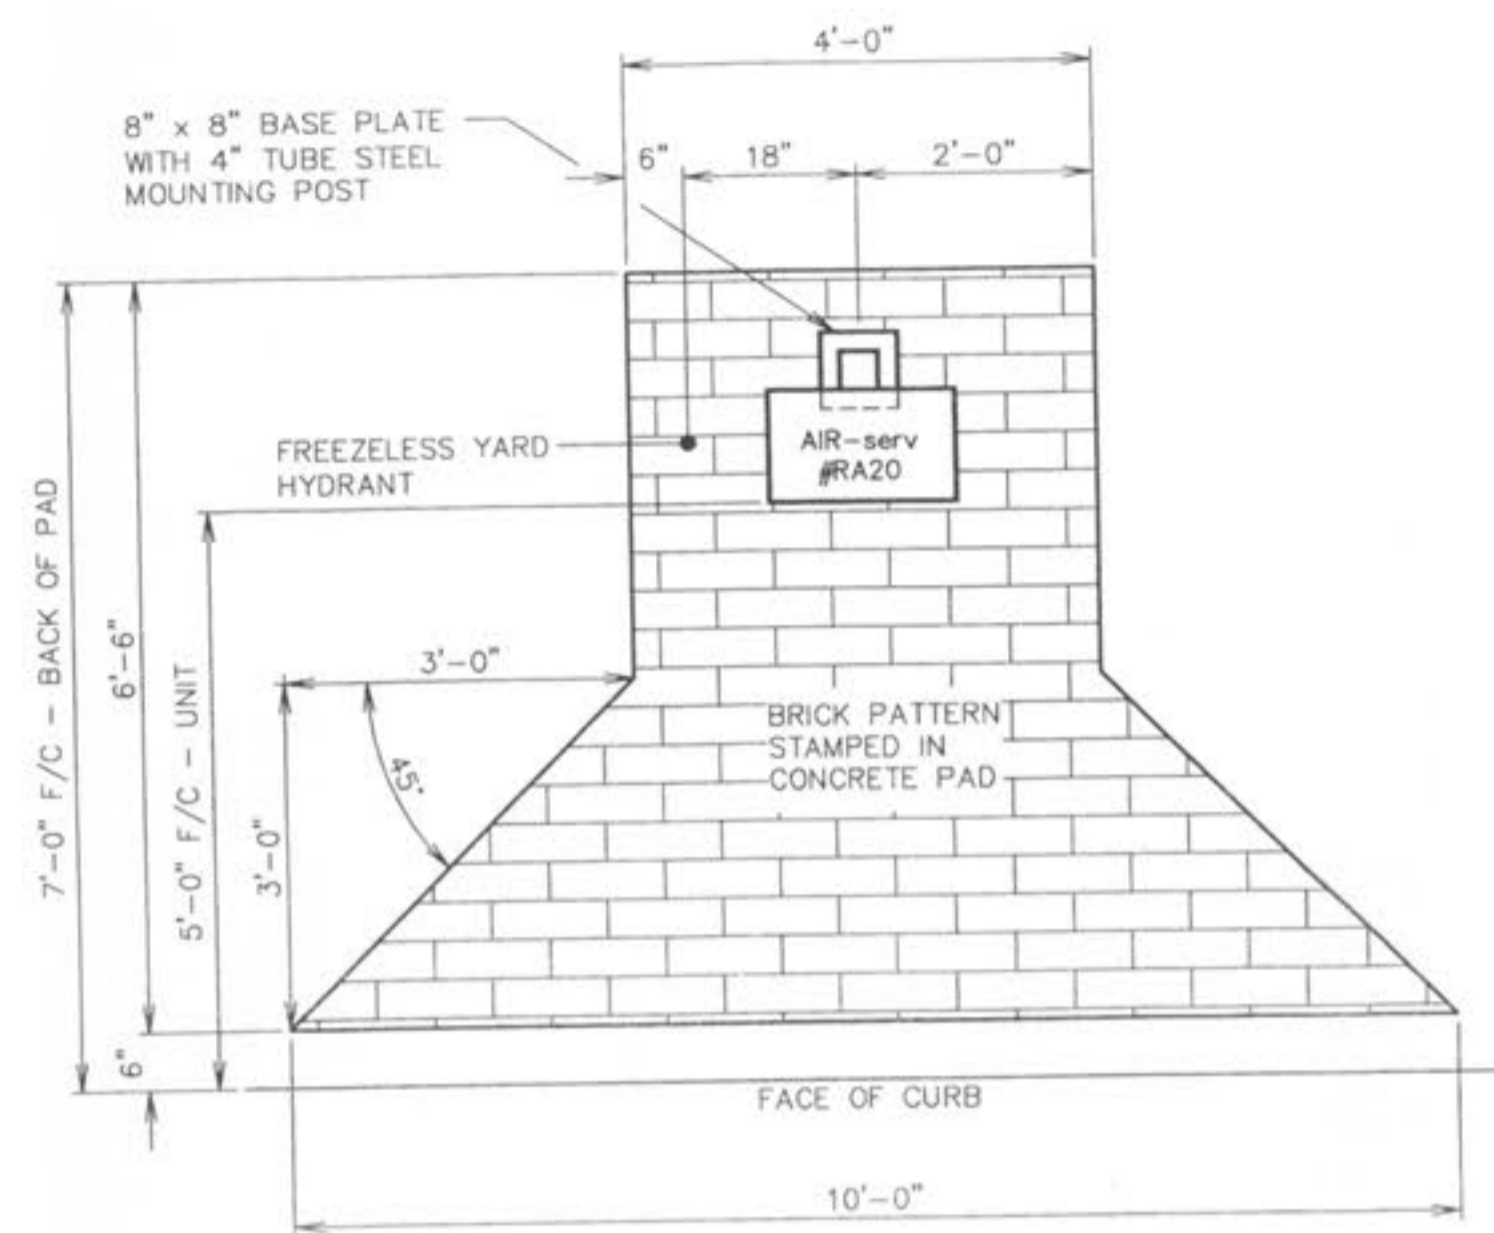 4'-0"
8" x 8" BASE PLATE
WITH 4" TUBE STEEL
MOUNTING POST
6"
18"
2'-0"
FREEZELESS YARD
HYDRANT
AIR-serv
#RA20
7'-0" F/C - BACK OF PAD
6'-6"
5'-0" F/C - UNIT
3'-0"
45°
3'-0"
BRICK PATTERN
STAMPED IN
CONCRETE PAD
6"
FACE OF CURB
10'-0"